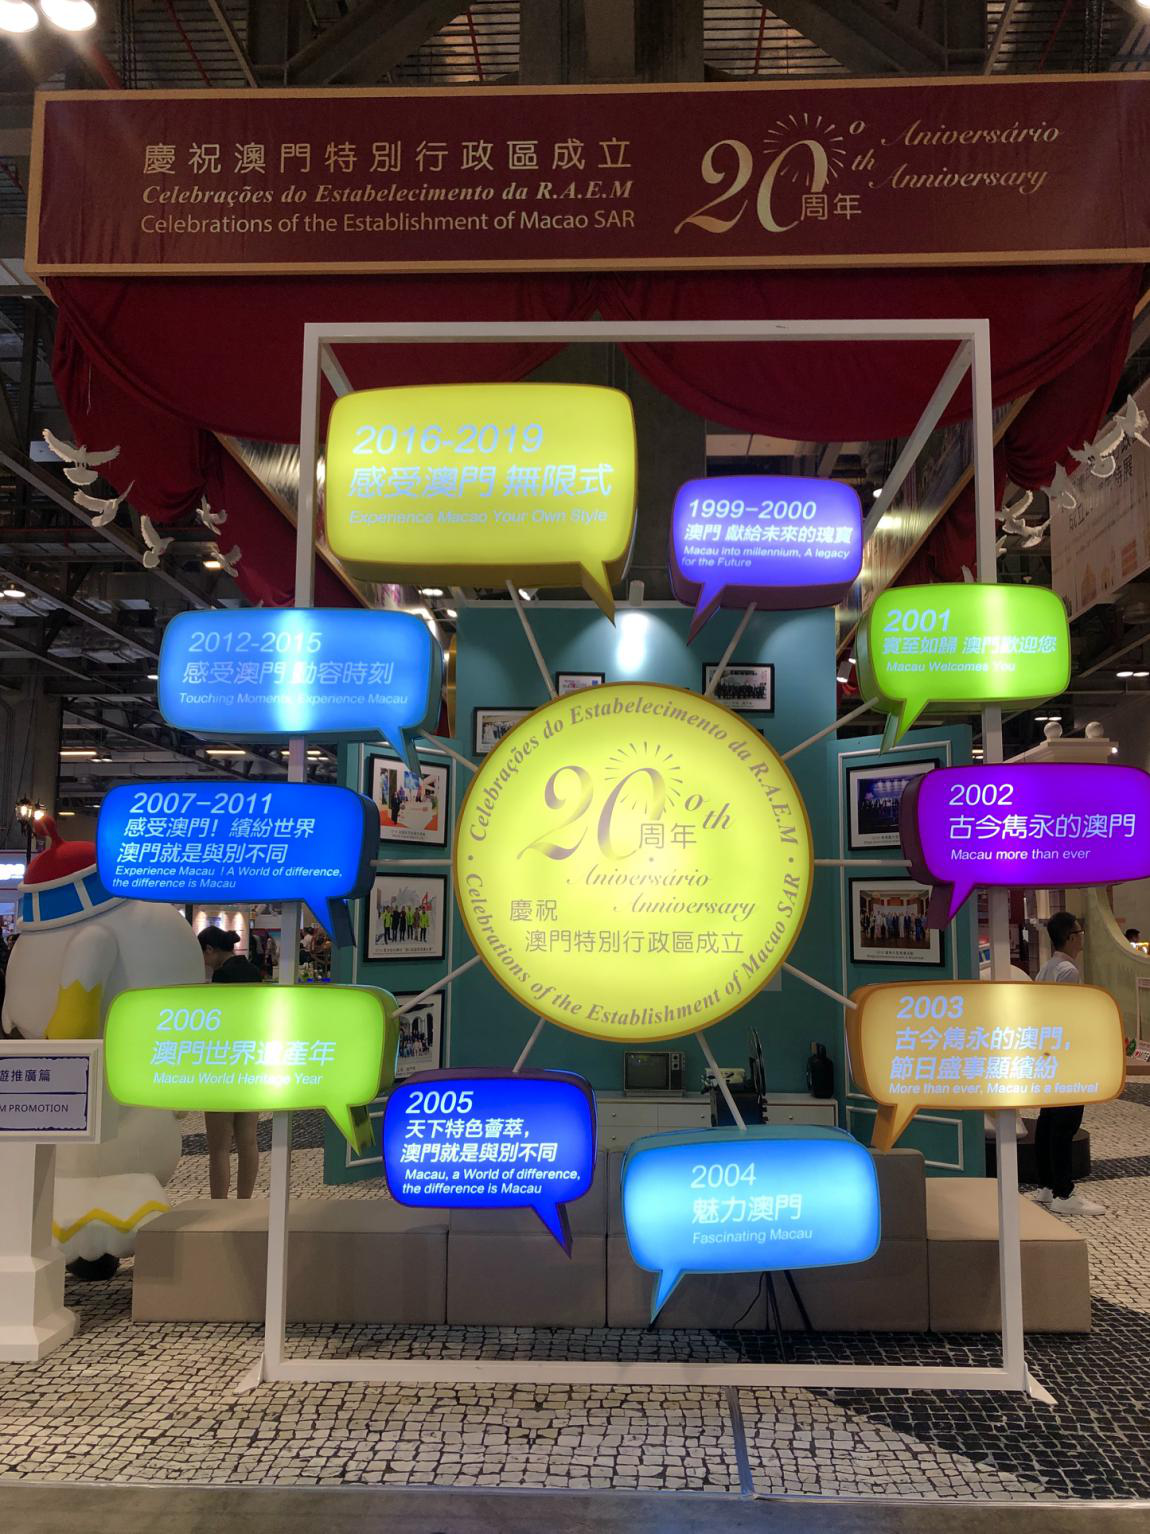 慶祝澳門特別行政區成立
Celebrações do Estabelecimento da R.A.E.M
Celebrations of the Establishment of Macao SAR
20º Aniversário
th Anniversary
周年
2016-2019
感受澳門 無限式
Experience Macao Your Own Style
1999-2000
澳門 獻給未來的瑰寶
Macau into millennium, A legacy
for the Future
2001
賓至如歸 澳門歡迎您
Macau Welcomes You
2012-2015
感受澳門 動容時刻
Touching Moments, Experience Macau
2002
古今雋永的澳門
Macau more than ever
2007-2011
感受澳門！繽紛世界
澳門就是與別不同
Experience Macau ! A World of difference,
the difference is Macau
Celebrações do Estabelecimento da R.A.E.M
20 º th
周年
Aniversário
Anniversary
慶祝
澳門特別行政區成立
Celebrations of the Establishment of Macao SAR
2003
古今雋永的澳門，
節日盛事顯繽紛
More than ever, Macau is a festival
2006
澳門世界遺產年
Macau World Heritage Year
2005
天下特色薈萃，
澳門就是與別不同
Macau, a World of difference,
the difference is Macau
2004
魅力澳門
Fascinating Macau
遊推廣篇
M PROMOTION